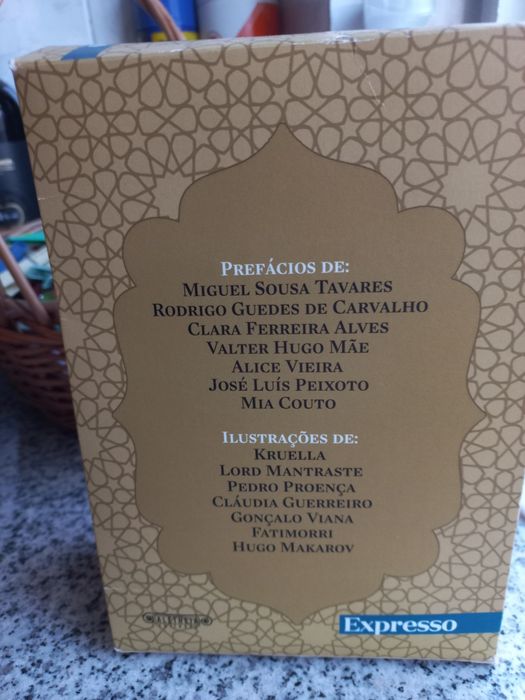 PREFÁCIOS DE:
MIGUEL SOUSA TAVARES
RODRIGO GUEDES DE CARVALHO
CLARA FERREIRA ALVES
VALTER HUGO MÃE
ALICE VIEIRA
JOSÉ LUÍS PEIXOTO
MIA COUTO
ILUSTRAÇÕES DE:
KRUELLA
LORD MANTRASTE
PEDRO PROENÇA
CLÁUDIA GUERREIRO
GONÇALO VIANA
FATIMORRI
HUGO MAKAROV
Expresso